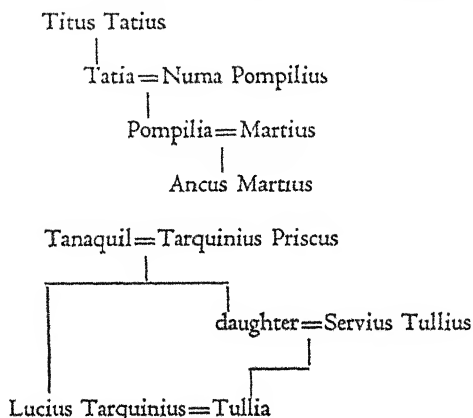 Titus Tatius
Tatia=Numa Pompilius
Pompilia=Martius
Ancus Martius
Tanaquil=Tarquinius Priscus
daughter=Servius Tullius
Lucius Tarquinius=Tullia